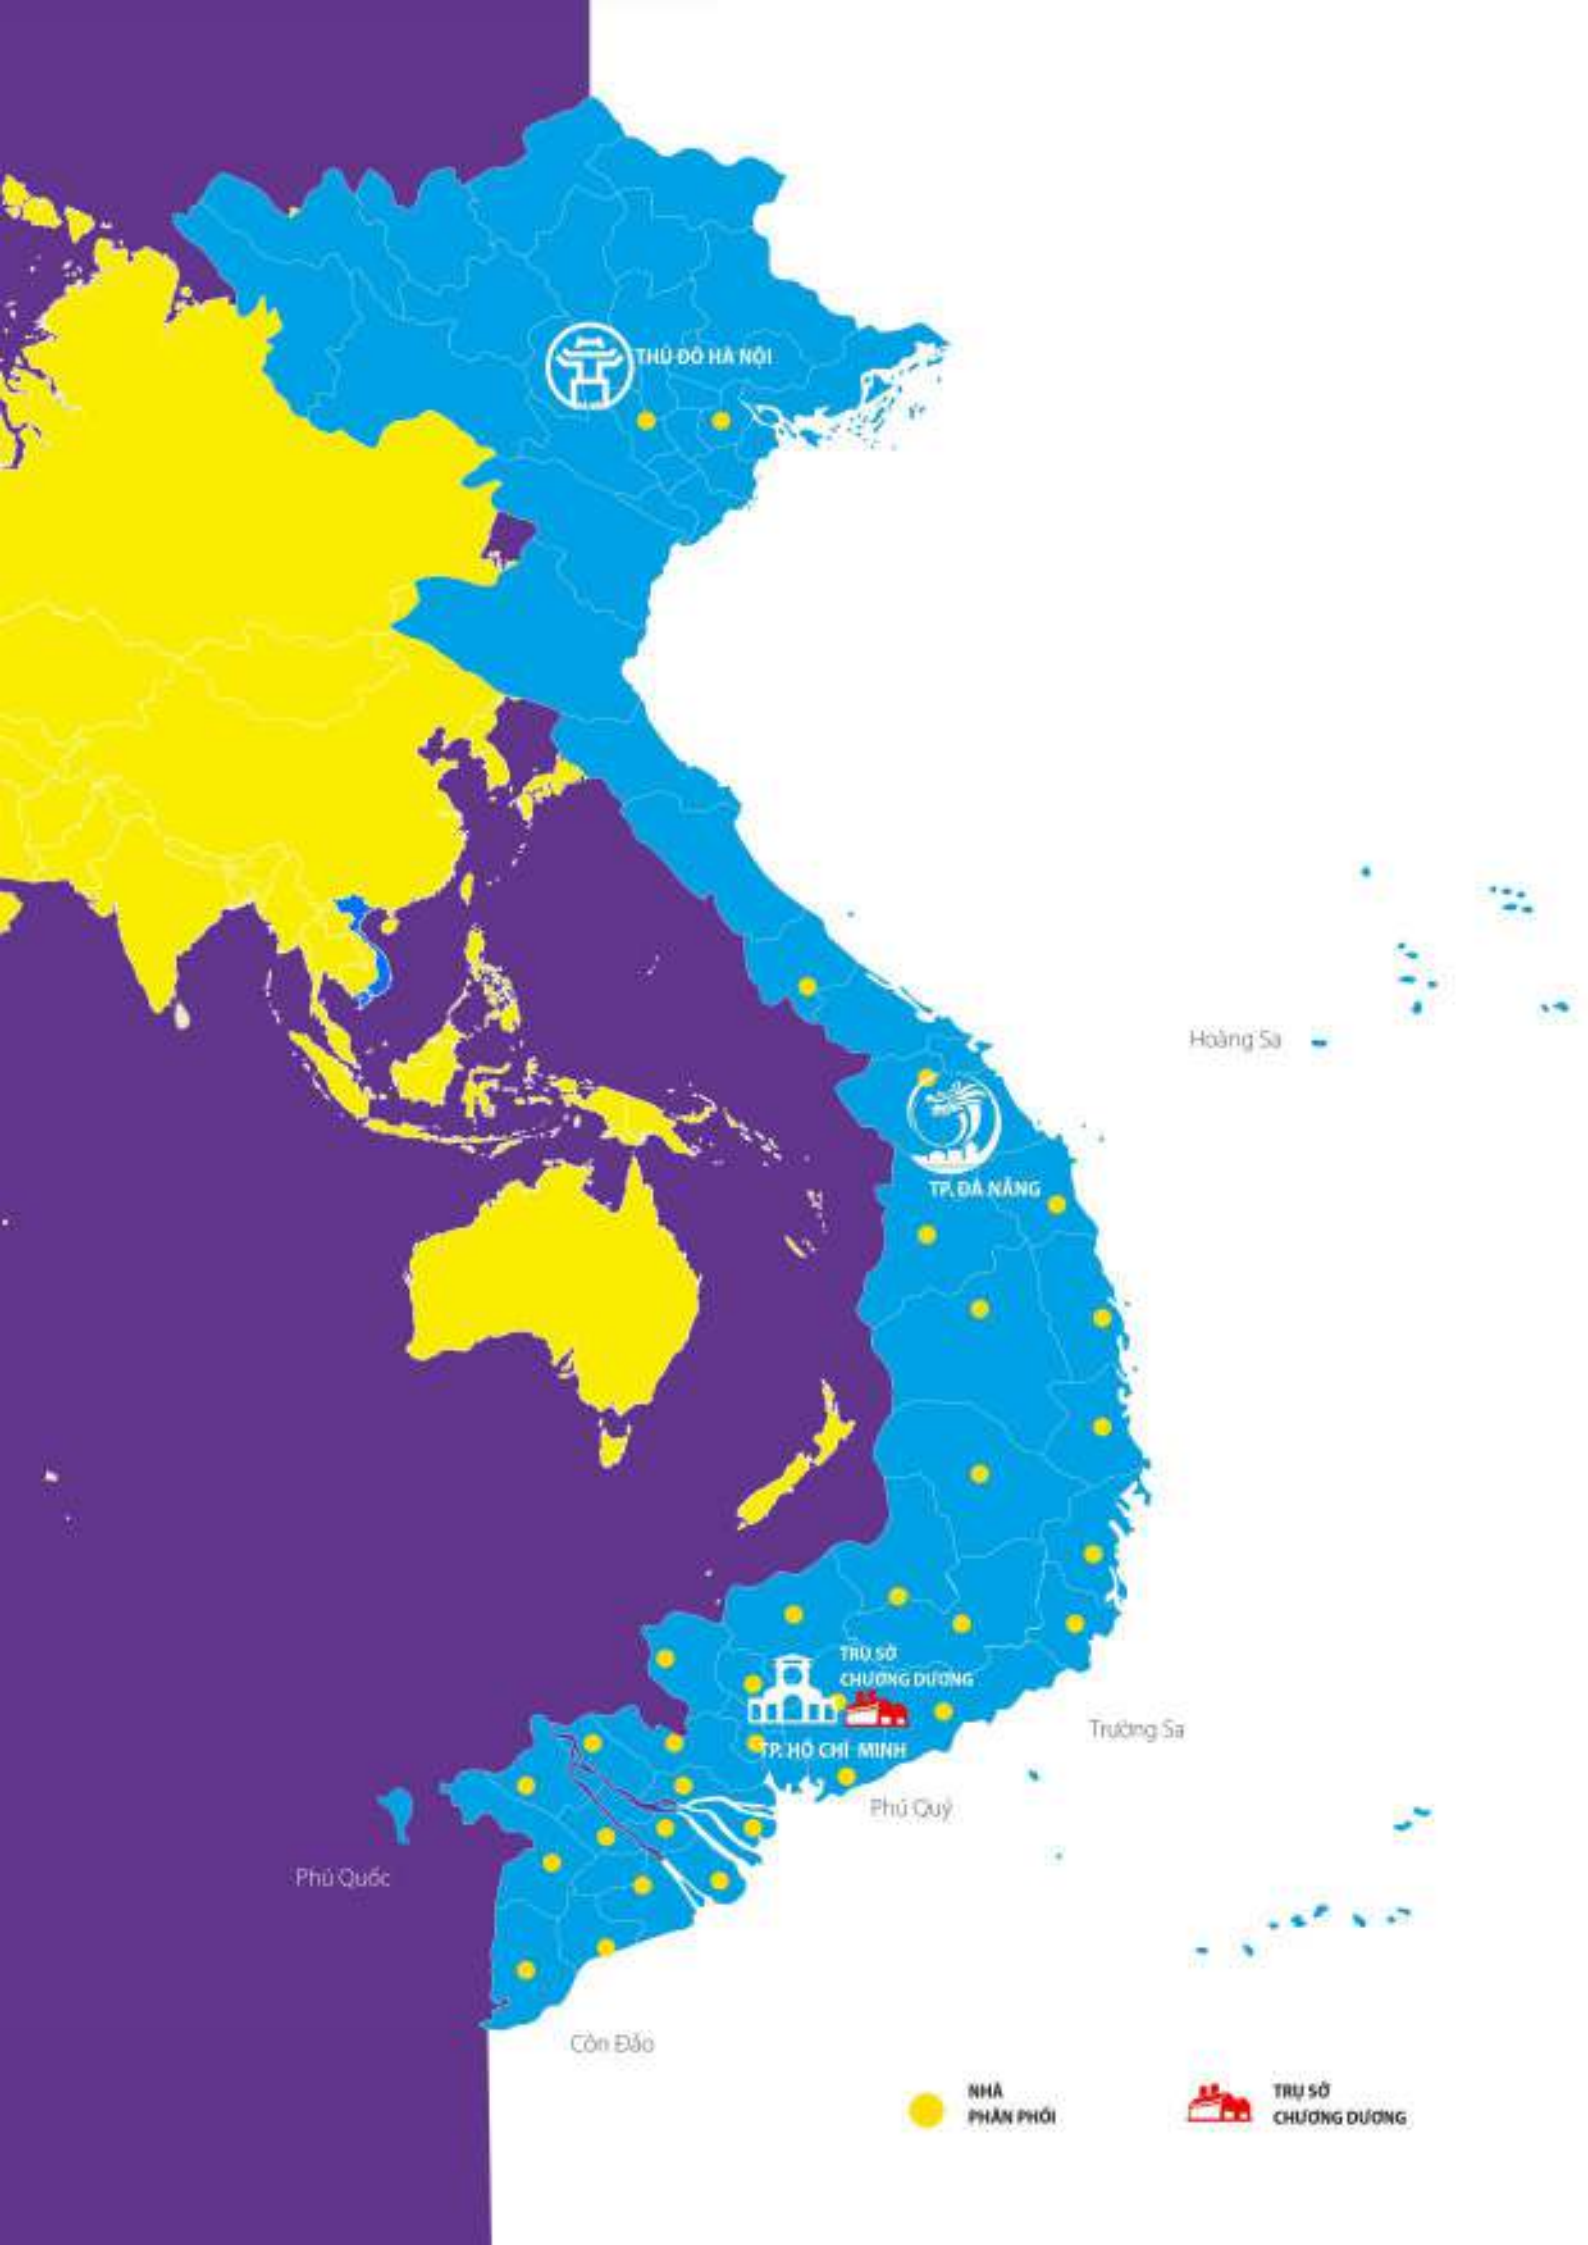 THỦ ĐÔ HÀ NỘI
Hoàng Sa
TP. ĐÀ NẴNG
TRỤ SỞ
CHƯƠNG DƯƠNG
Trường Sa
TP. HỒ CHÍ MINH
Phú Quý
Phú Quốc
Côn Đảo
NHÀ
PHÂN PHỐI
TRỤ SỞ
CHƯƠNG DƯƠNG